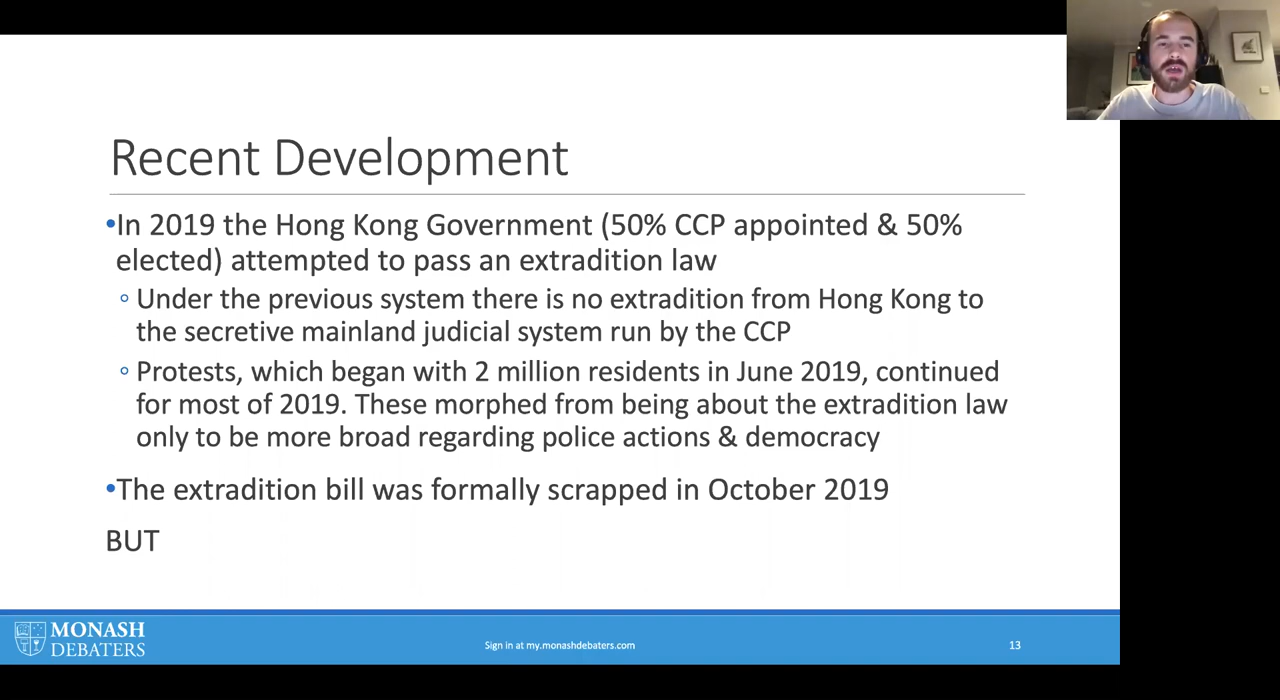 Recent Development
•In 2019 the Hong Kong Government (50% CCP appointed & 50%
elected) attempted to pass an extradition law
◦ Under the previous system there is no extradition from Hong Kong to
the secretive mainland judicial system run by the CCP
◦ Protests, which began with 2 million residents in June 2019, continued
for most of 2019. These morphed from being about the extradition law
only to be more broad regarding police actions & democracy
•The extradition bill was formally scrapped in October 2019
BUT
MONASH
DEBATERS
Sign in at my.monashdebaters.com
13